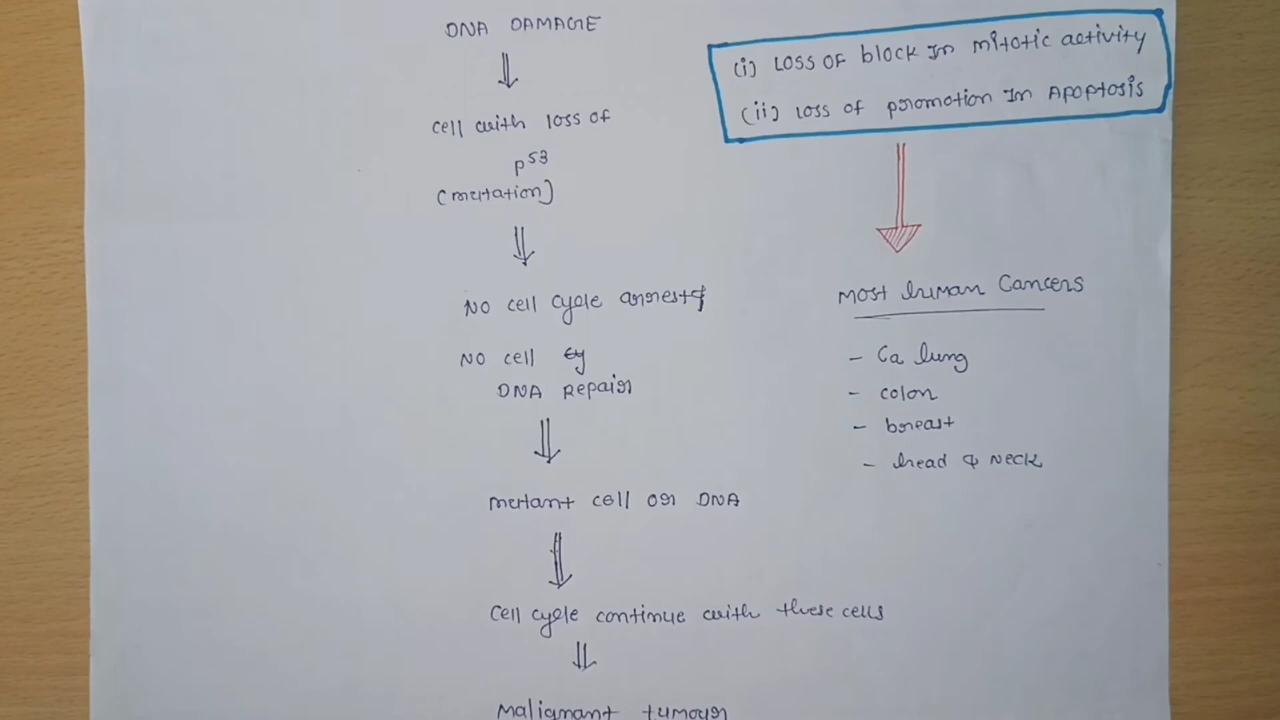 DNA DAMAGE
cell with loss of
p53
(mutation)
NO cell cycle arrest &
NO cell cy
DNA Repair
mutant cell or DNA
Cell cycle continue with these cells
Malignant tumour
(i) LOSS OF block In mitotic activity
(ii) Loss of promotion In APOPTOSIS
Most human Cancers
- Ca lung
- colon
- breast
- head & NECK